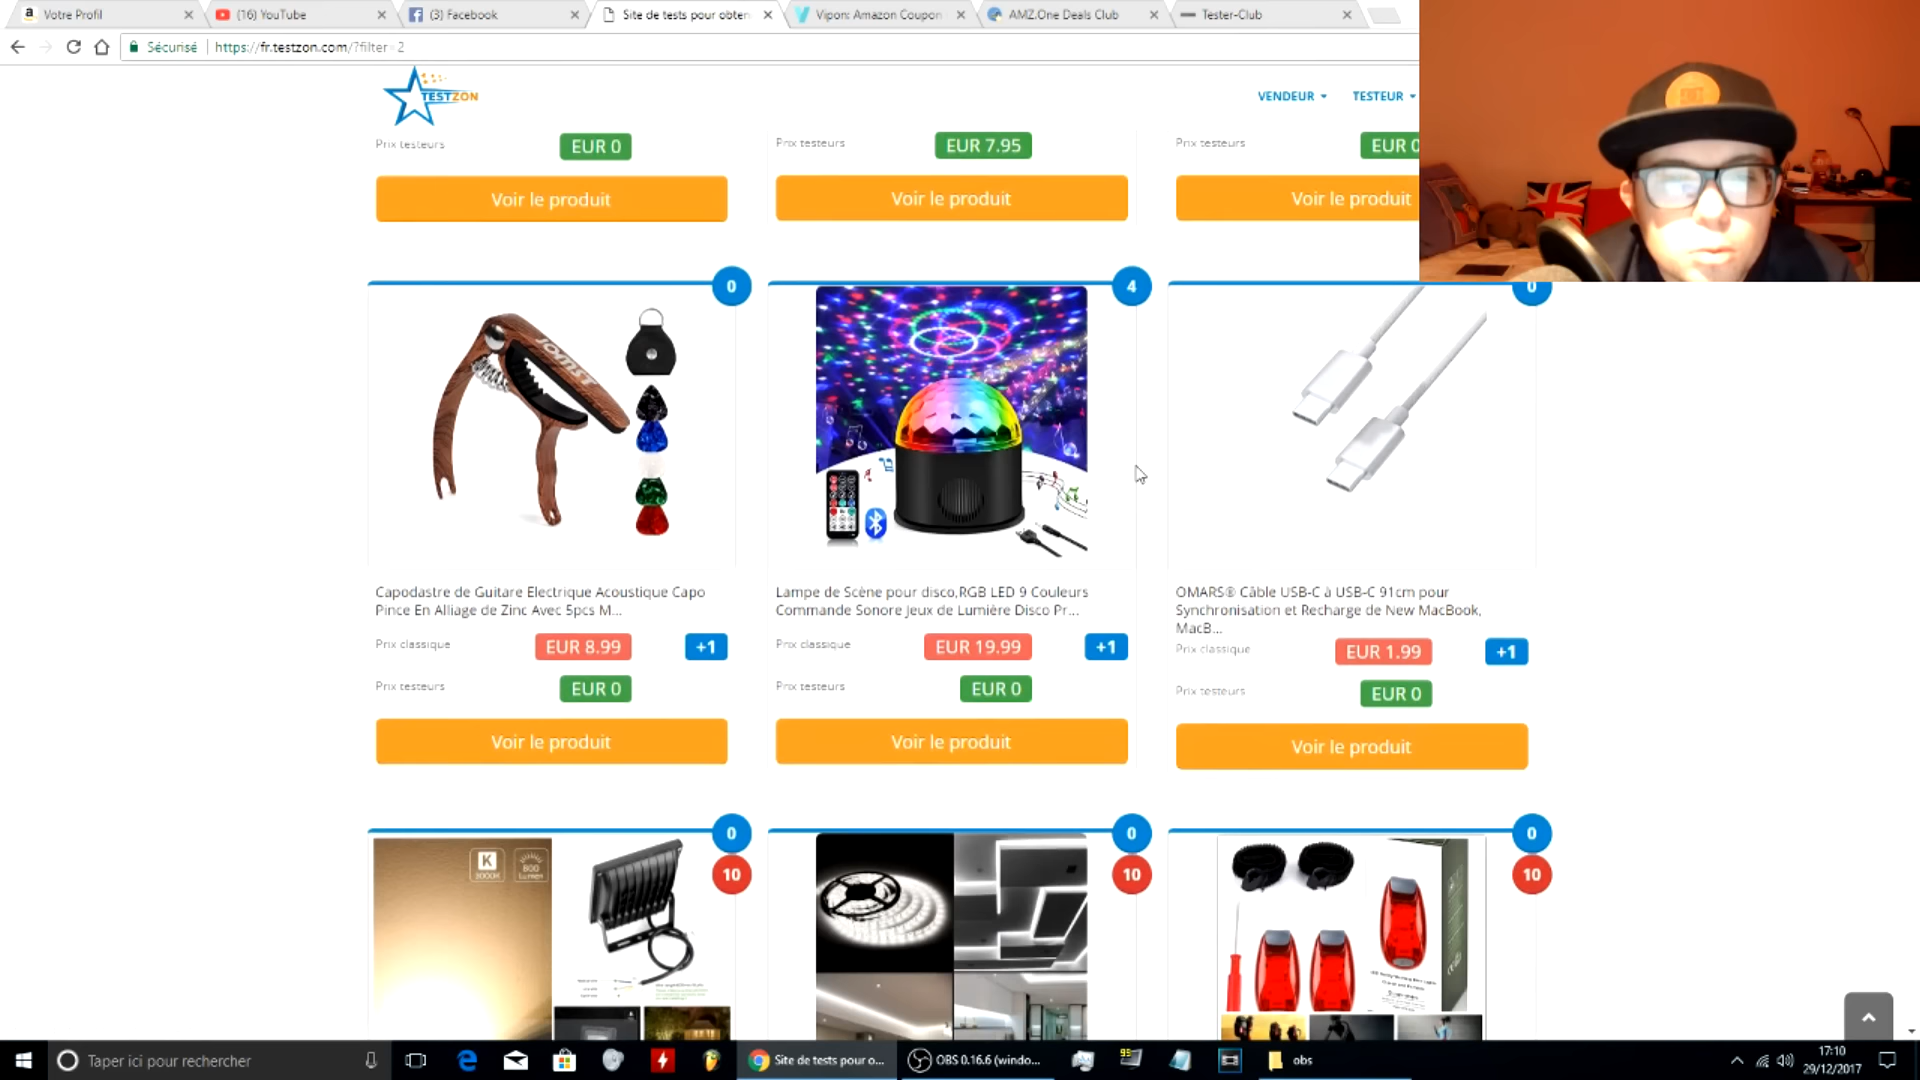 Votre Profil
(16) YouTube
(3) Facebook
Site de tests pour obten
Vipon: Amazon Coupon
AMZ.One Deals Club
Tester-Club
Sécurisé
https://fr.testzon.com/?filter=2
TESTZON
VENDEUR
TESTEUR
Prix testeurs
EUR 0
Prix testeurs
EUR 7.95
Prix testeurs
EUR 0
Voir le produit
Voir le produit
Voir le produit
0
4
0
Capodastre de Guitare Electrique Acoustique Capo
Pince En Alliage de Zinc Avec 5pcs M...
Prix classique
EUR 8.99
+1
Prix testeurs
EUR 0
Voir le produit
Lampe de Scène pour disco,RGB LED 9 Couleurs
Commande Sonore Jeux de Lumière Disco Pr...
Prix classique
EUR 19.99
+1
Prix testeurs
EUR 0
Voir le produit
OMARS® Câble USB-C à USB-C 91cm pour
Synchronisation et Recharge de New MacBook,
MacB...
Prix classique
EUR 1.99
+1
Prix testeurs
EUR 0
Voir le produit
0
10
0
10
0
10
K
3000K
800
Lumen
Taper ici pour rechercher
Site de tests pour o...
OBS 0.16.6 (windo...
obs
17:10
29/12/2017